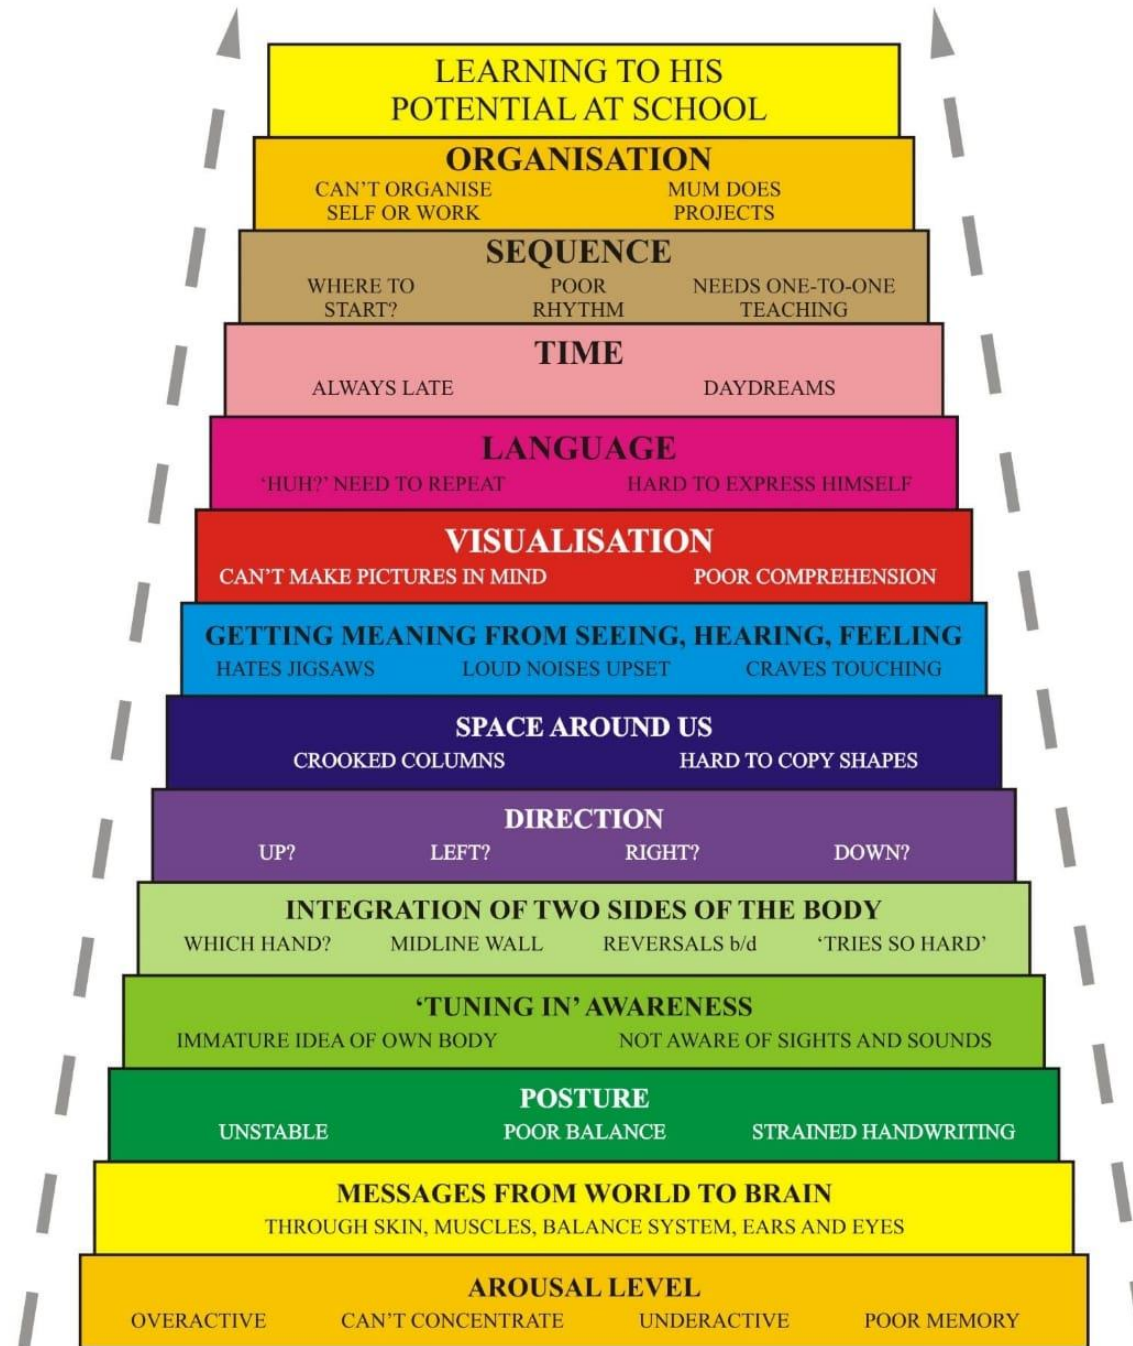 LEARNING TO HIS
POTENTIAL AT SCHOOL
ORGANISATION
CAN'T ORGANISE
SELF OR WORK
MUM DOES
PROJECTS
SEQUENCE
WHERE TO
START?
POOR
RHYTHM
NEEDS ONE-TO-ONE
TEACHING
TIME
ALWAYS LATE DAYDREAMS
LANGUAGE
‘HUH?’ NEED TO REPEAT HARD TO EXPRESS HIMSELF
VISUALISATION
CAN'T MAKE PICTURES IN MIND POOR COMPREHENSION
GETTING MEANING FROM SEEING, HEARING, FEELING
HATES JIGSAWS LOUD NOISES UPSET CRAVES TOUCHING
SPACE AROUND US
CROOKED COLUMNS HARD TO COPY SHAPES
DIRECTION
UP? LEFT? RIGHT? DOWN?
INTEGRATION OF TWO SIDES OF THE BODY
WHICH HAND? MIDLINE WALL REVERSALS b/d ‘TRIES SO HARD’
‘TUNING IN’ AWARENESS
IMMATURE IDEA OF OWN BODY NOT AWARE OF SIGHTS AND SOUNDS
POSTURE
UNSTABLE POOR BALANCE STRAINED HANDWRITING
MESSAGES FROM WORLD TO BRAIN
THROUGH SKIN, MUSCLES, BALANCE SYSTEM, EARS AND EYES
AROUSAL LEVEL
OVERACTIVE CAN'T CONCENTRATE UNDERACTIVE POOR MEMORY